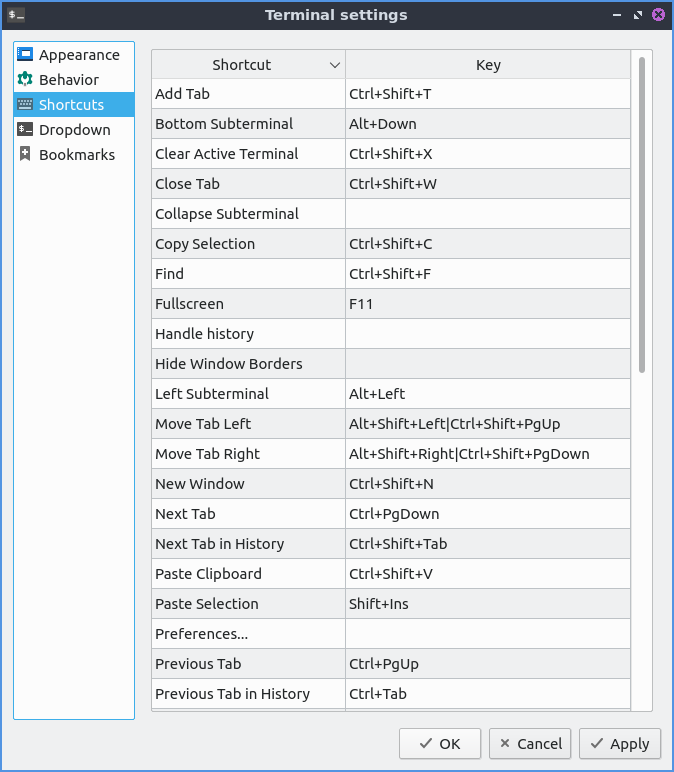 Terminal settings
Appearance
Behavior
Shortcuts
Dropdown
Bookmarks
Shortcut Key
Add Tab Ctrl+Shift+T
Bottom Subterminal Alt+Down
Clear Active Terminal Ctrl+Shift+X
Close Tab Ctrl+Shift+W
Collapse Subterminal
Copy Selection Ctrl+Shift+C
Find Ctrl+Shift+F
Fullscreen F11
Handle history
Hide Window Borders
Left Subterminal Alt+Left
Move Tab Left Alt+Shift+Left|Ctrl+Shift+PgUp
Move Tab Right Alt+Shift+Right|Ctrl+Shift+PgDown
New Window Ctrl+Shift+N
Next Tab Ctrl+PgDown
Next Tab in History Ctrl+Shift+Tab
Paste Clipboard Ctrl+Shift+V
Paste Selection Shift+Ins
Preferences...
Previous Tab Ctrl+PgUp
Previous Tab in History Ctrl+Tab
OK Cancel Apply